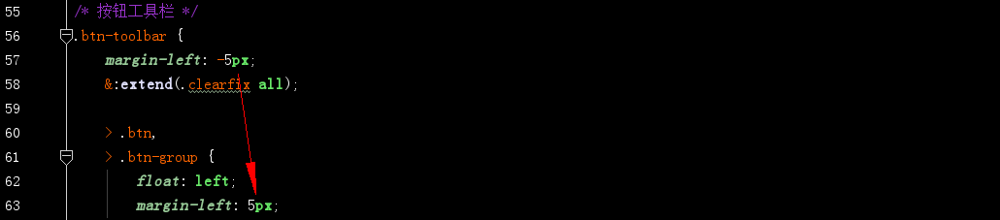 55 /* 按钮工具栏 */
56 .btn-toolbar {
57 margin-left: -5px;
58 &:extend(.clearfix all);
59
60 > .btn,
61 > .btn-group {
62 float: left;
63 margin-left: 5px;